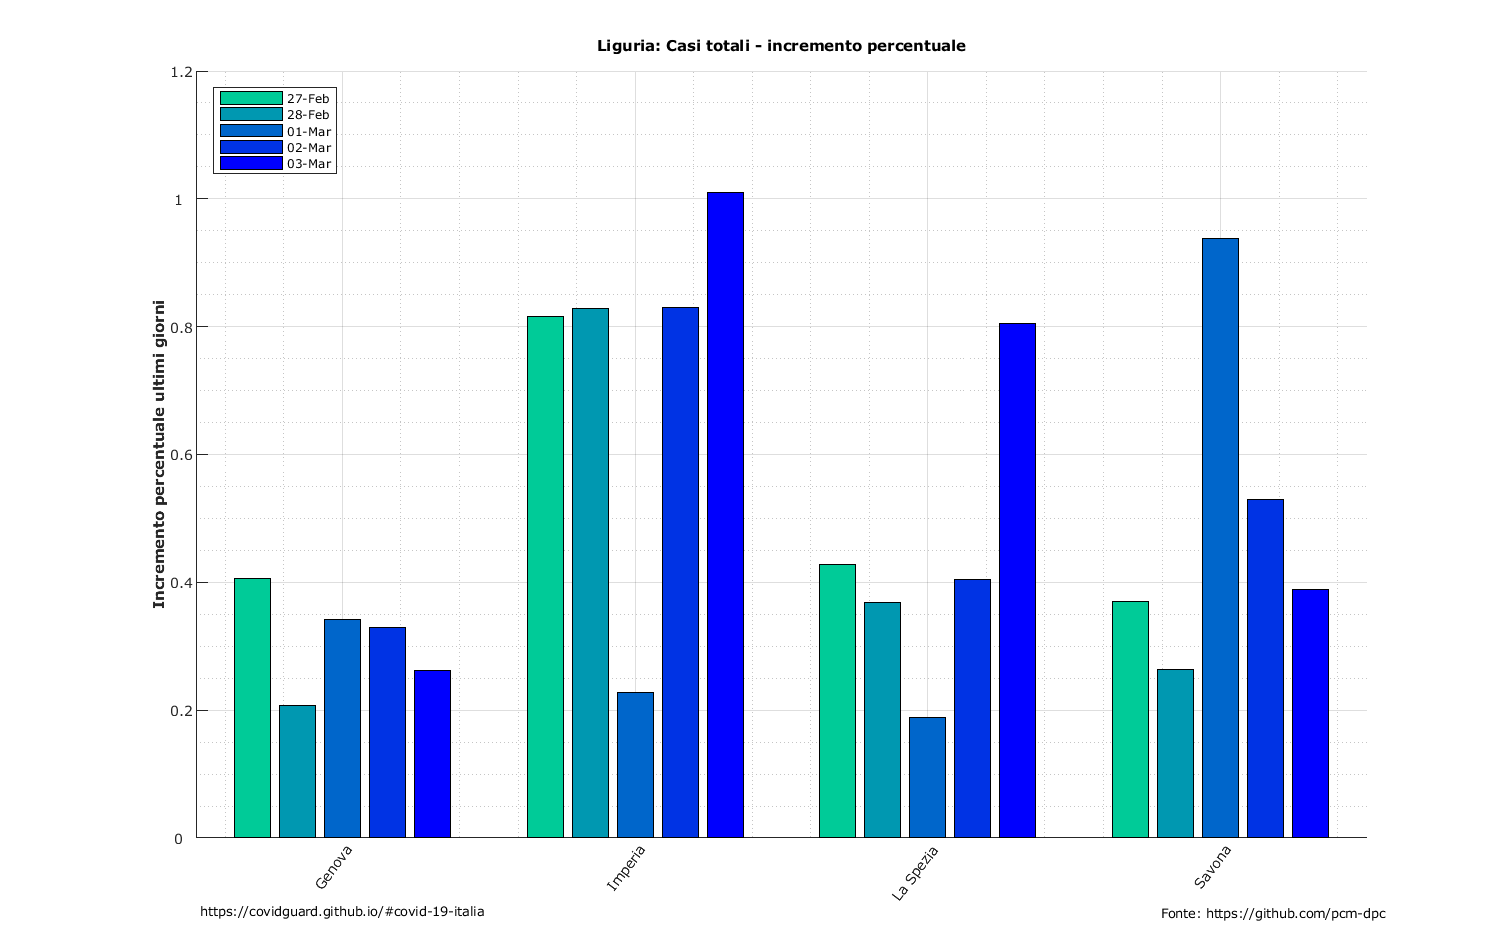 Liguria: Casi totali - incremento percentuale
27-Feb
28-Feb
01-Mar
02-Mar
03-Mar
Incremento percentuale ultimi giorni
1.2
1
0.8
0.6
0.4
0.2
0
Genova
Imperia
La Spezia
Savona
https://covidguard.github.io/#covid-19-italia
Fonte: https://github.com/pcm-dpc